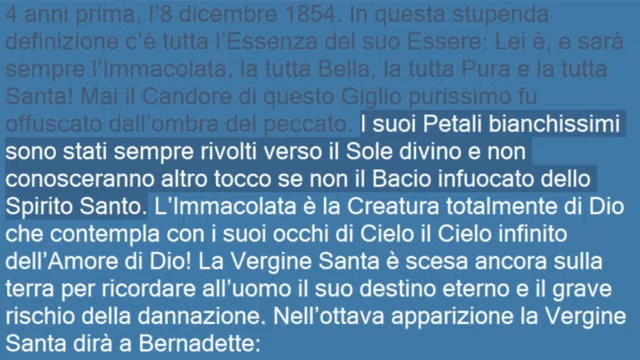 4 anni prima, l’8 dicembre 1854. In questa stupenda
definizione c’è tutta l’Essenza del suo Essere: Lei è, e sarà
sempre l’Immacolata, la tutta Bella, la tutta Pura e la tutta
Santa! Mai il Candore di questo Giglio purissimo fu
offuscato dall’ombra del peccato. I suoi Petali bianchissimi
sono stati sempre rivolti verso il Sole divino e non
conosceranno altro tocco se non il Bacio infuocato dello
Spirito Santo. L’Immacolata è la Creatura totalmente di Dio
che contempla con i suoi occhi di Cielo il Cielo infinito
dell’Amore di Dio! La Vergine Santa è scesa ancora sulla
terra per ricordare all’uomo il suo destino eterno e il grave
rischio della dannazione. Nell’ottava apparizione la Vergine
Santa dirà a Bernadette: